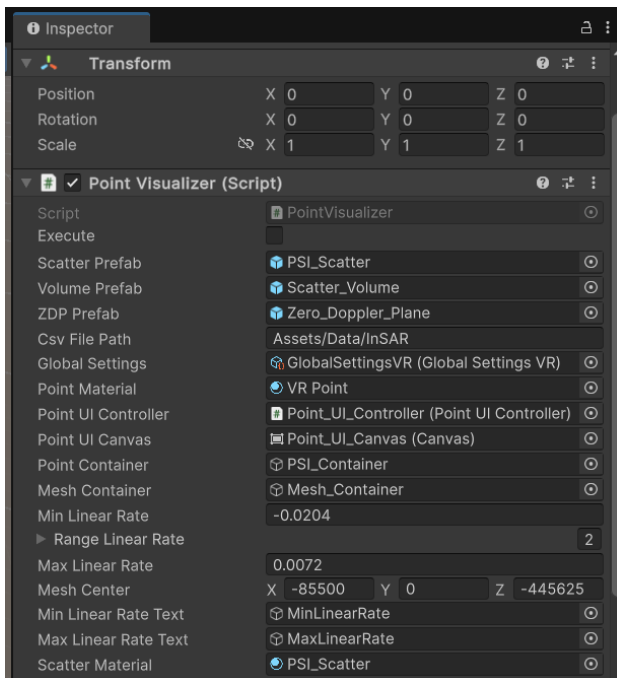 Inspector
Transform
Position X 0 Y 0 Z 0
Rotation X 0 Y 0 Z 0
Scale X 1 Y 1 Z 1
# Point Visualizer (Script)
Script # PointVisualizer
Execute
Scatter Prefab PSI_Scatter
Volume Prefab Scatter_Volume
ZDP Prefab Zero_Doppler_Plane
Csv File Path Assets/Data/InSAR
Global Settings GlobalSettingsVR (Global Settings VR)
Point Material VR Point
Point UI Controller # Point_UI_Controller (Point UI Controller)
Point UI Canvas Point_UI_Canvas (Canvas)
Point Container PSI_Container
Mesh Container Mesh_Container
Min Linear Rate -0.0204
Range Linear Rate 2
Max Linear Rate 0.0072
Mesh Center X -85500 Y 0 Z -445625
Min Linear Rate Text MinLinearRate
Max Linear Rate Text MaxLinearRate
Scatter Material PSI_Scatter